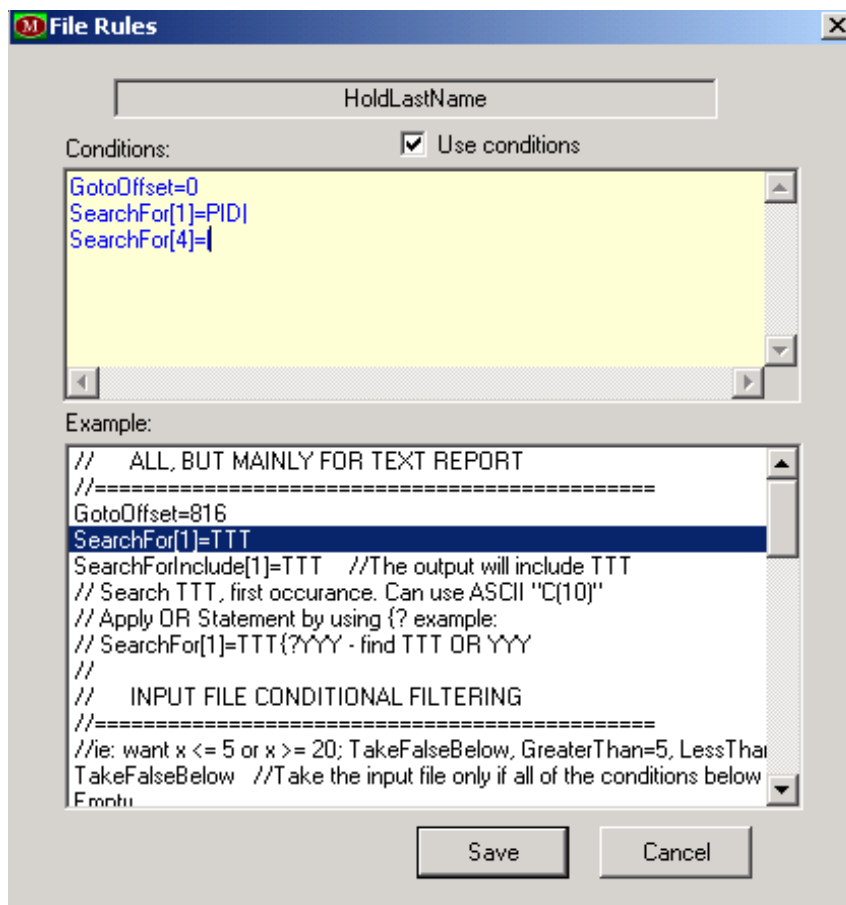 M File Rules
HoldLastName
Conditions:
Use conditions
GotoOffset=0
SearchFor[1]=PID|
SearchFor[4]=|
Example:
// ALL, BUT MAINLY FOR TEXT REPORT
//==============================================
GotoOffset=816
SearchFor[1]=TTT
SearchForInclude[1]=TTT //The output will include TTT
// Search TTT, first occurance. Can use ASCII "C(10)"
// Apply OR Statement by using {? example:
// SearchFor[1]=TTT{?YYY - find TTT OR YYY
//
// INPUT FILE CONDITIONAL FILTERING
//==============================================
//ie: want x <= 5 or x >= 20; TakeFalseBelow, GreaterThan=5, LessThan
TakeFalseBelow //Take the input file only if all of the conditions below
Empty
Save
Cancel